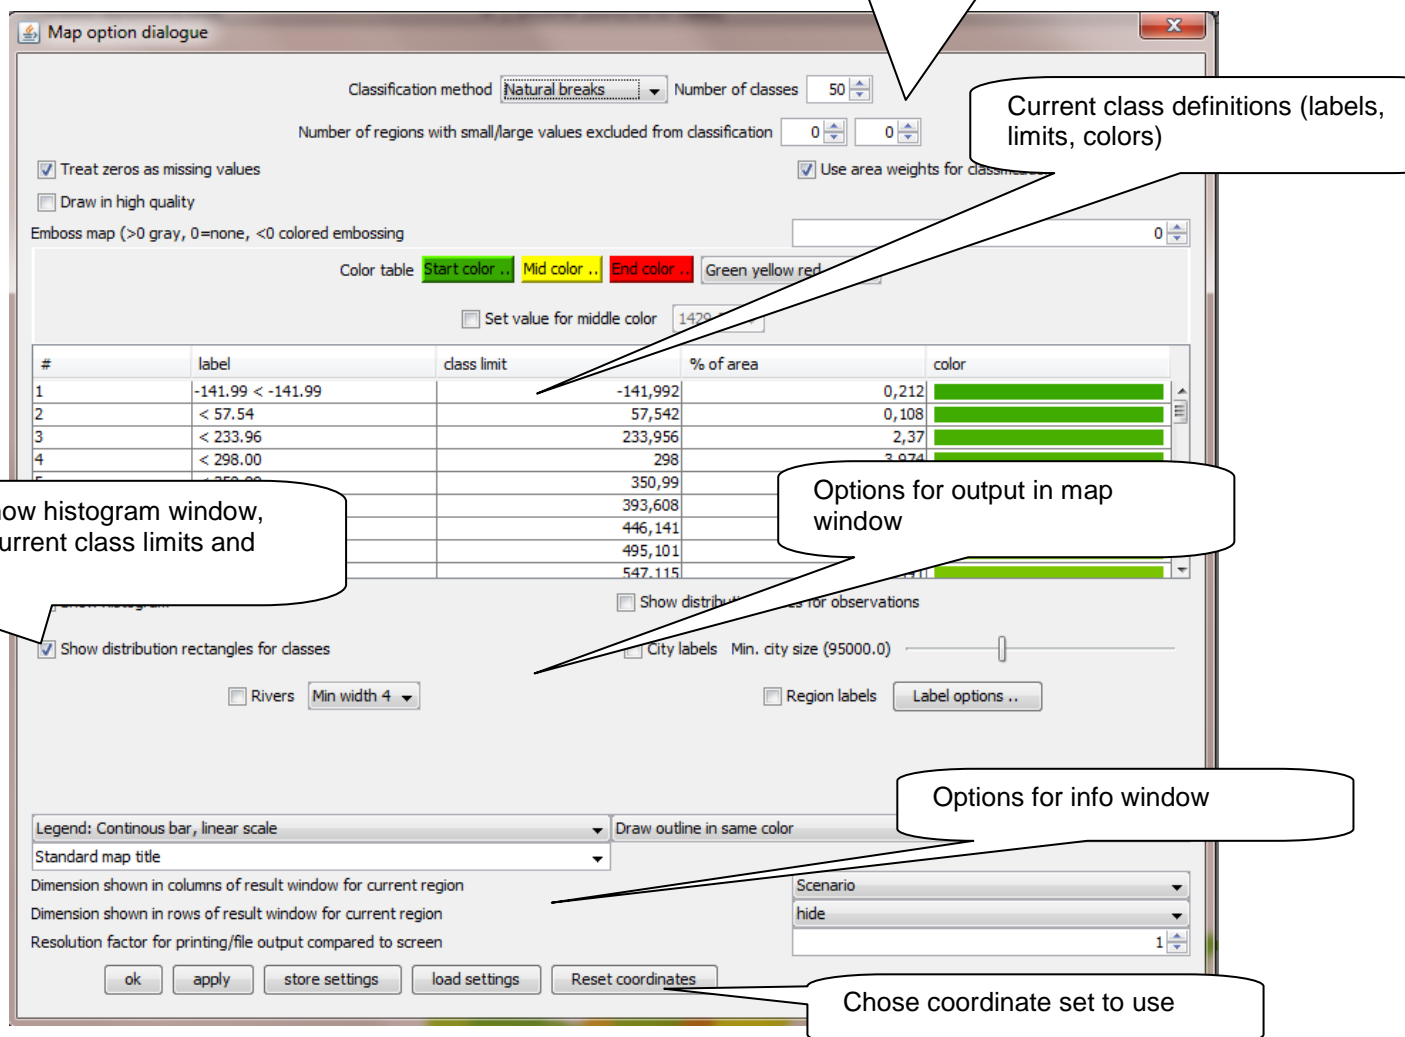 Map option dialogue
Classification method Natural breaks Number of classes 50
Number of regions with small/large values excluded from classification 0 0
Current class definitions (labels,
limits, colors)
Treat zeros as missing values Use area weights for
Draw in high quality
Emboss map (>0 gray, 0=none, <0 colored embossing 0
Color table Start color .. Mid color .. End color .. Green yellow red
Set value for middle color
# label class limit % of area color
1 -141.99 < -141.99 -141,992 0,212
2 < 57.54 57,542 0,108
3 < 233.96 233,956 2,37
4 < 298.00 298 3,974
350,99
393,608
446,141
495,101
547,115
Options for output in map
window
histogram window,
current class limits and
Show distribution for observations
Show distribution rectangles for classes City labels Min. city size (95000.0)
Rivers Min width 4 Region labels Label options ..
Options for info window
Legend: Continous bar, linear scale Draw outline in same color
Standard map title
Dimension shown in columns of result window for current region Scenario
Dimension shown in rows of result window for current region hide
Resolution factor for printing/file output compared to screen 1
ok apply store settings load settings Reset coordinates
Chose coordinate set to use